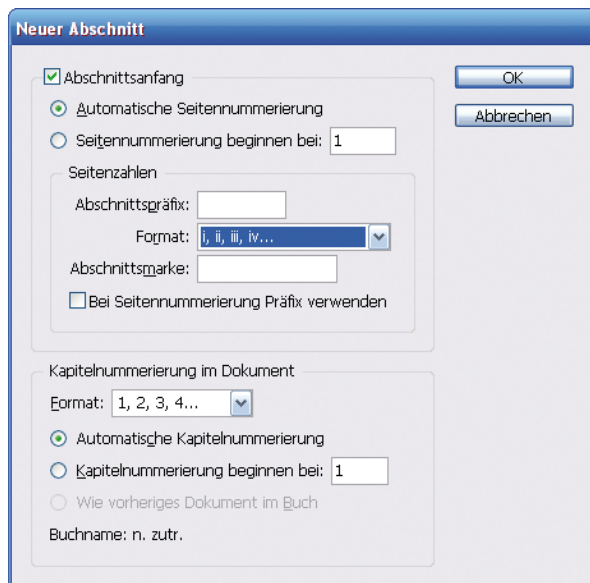 Neuer Abschnitt
Abschnittsanfang
OK
Automatische Seitennummerierung
Abbrechen
Seitennummerierung beginnen bei: 1
Seitenzahlen
Abschnittspräfix:
Format: i, ii, iii, iv...
Abschnittsmarke:
Bei Seitennummerierung Präfix verwenden
Kapitelnummerierung im Dokument
Format: 1, 2, 3, 4...
Automatische Kapitelnummerierung
Kapitelnummerierung beginnen bei: 1
Wie vorheriges Dokument im Buch
Buchname: n. zutr.